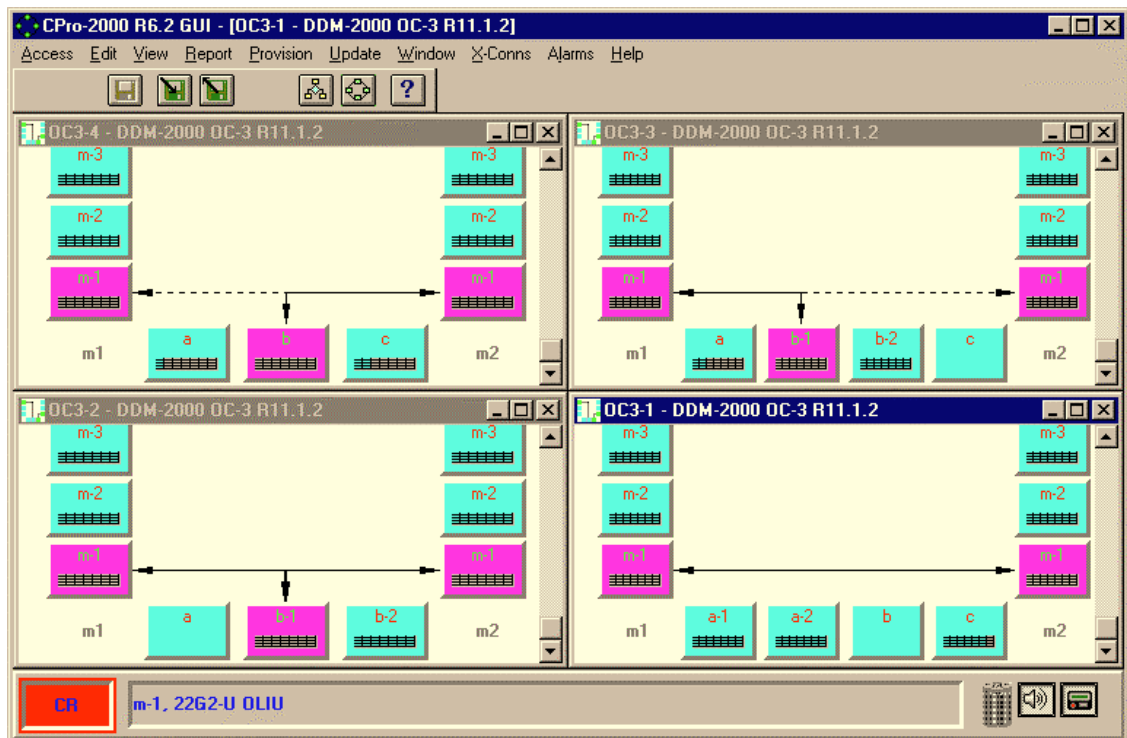 CPro-2000 R6.2 GUI - [OC3-1 - DDM-2000 OC-3 R11.1.2]
Access Edit View Report Provision Update Window X-Conns Alarms Help
?
OC3-4 - DDM-2000 OC-3 R11.1.2
m-3 m-3
m-2 m-2
m-1 m-1
m1 a b c m2
OC3-3 - DDM-2000 OC-3 R11.1.2
m-3 m-3
m-2 m-2
m-1 m-1
m1 a b-1 b-2 c m2
OC3-2 - DDM-2000 OC-3 R11.1.2
m-3 m-3
m-2 m-2
m-1 m-1
m1 a b-1 b-2 m2
OC3-1 - DDM-2000 OC-3 R11.1.2
m-3 m-3
m-2 m-2
m-1 m-1
m1 a-1 a-2 b c m2
CR m-1, 22G2-U OLIU